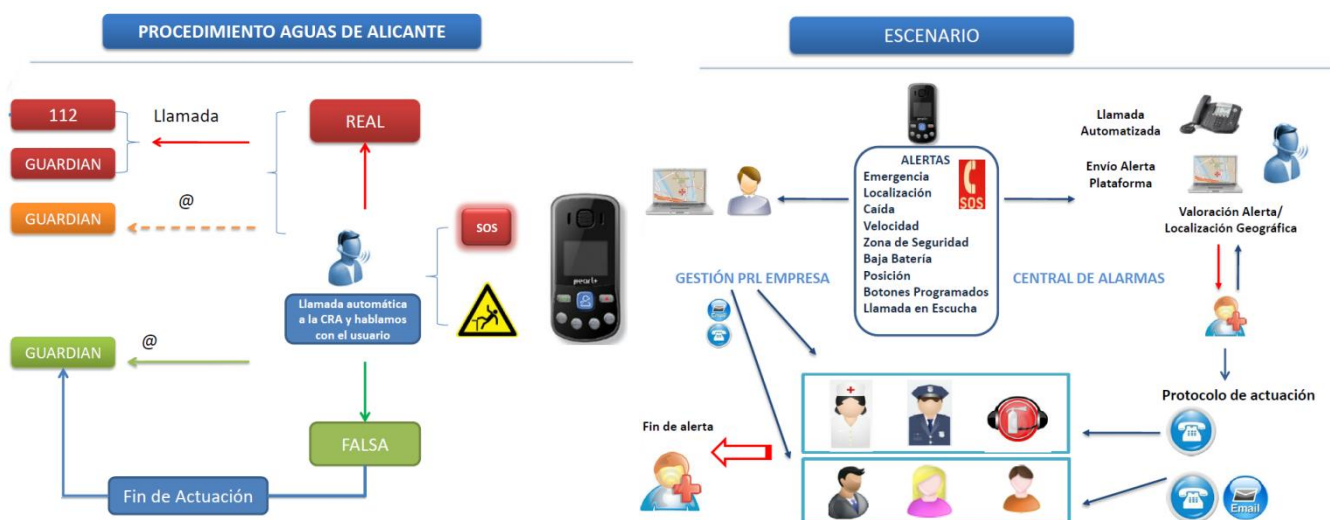 PROCEDIMIENTO AGUAS DE ALICANTE
112
Llamada
REAL
GUARDIAN
@
GUARDIAN
SOS
pearl+
Llamada automática
a la CRA y hablamos
con el usuario
@
GUARDIAN
FALSA
Fin de Actuación
ESCENARIO
Llamada
Automatizada
ALERTAS
Emergencia
Localización
Caída
Velocidad
Zona de Seguridad
Baja Batería
Posición
Botones Programados
Llamada en Escucha
SOS
Envío Alerta
Plataforma
Valoración Alerta/
Localización Geográfica
GESTIÓN PRL EMPRESA
CENTRAL DE ALARMAS
Email
Protocolo de actuación
Fin de alerta
Email